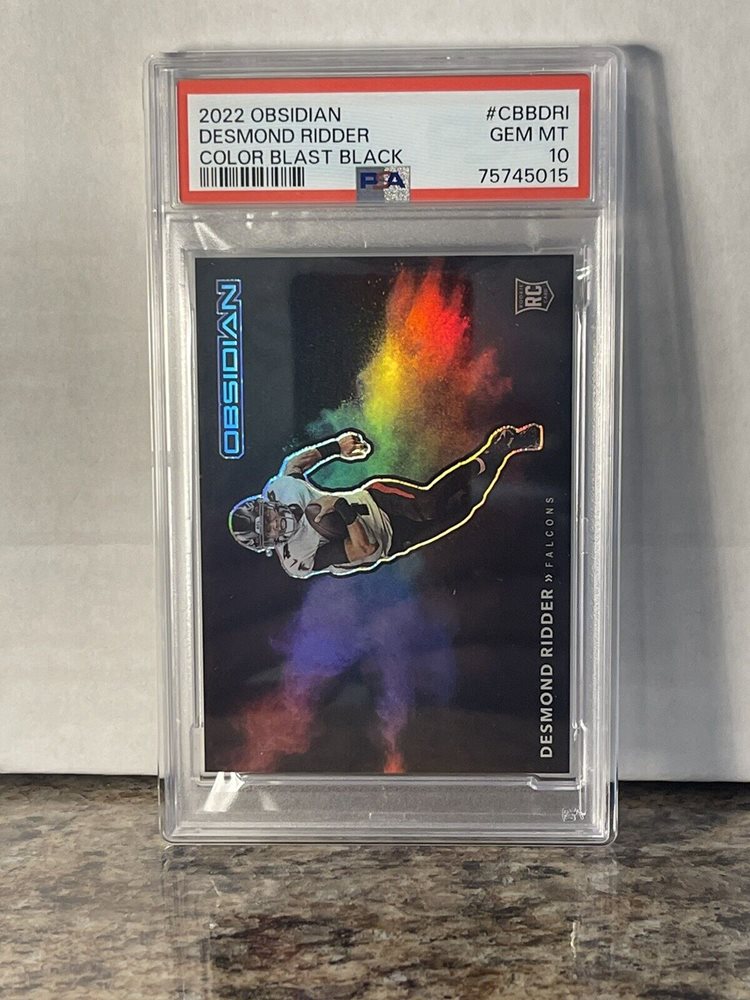 2022 OBSIDIAN #CBBDRI
DESMOND RIDDER GEM MT
COLOR BLAST BLACK 10
PSA 75745015
OBSIDIAN
RC
DESMOND RIDDER » FALCONS